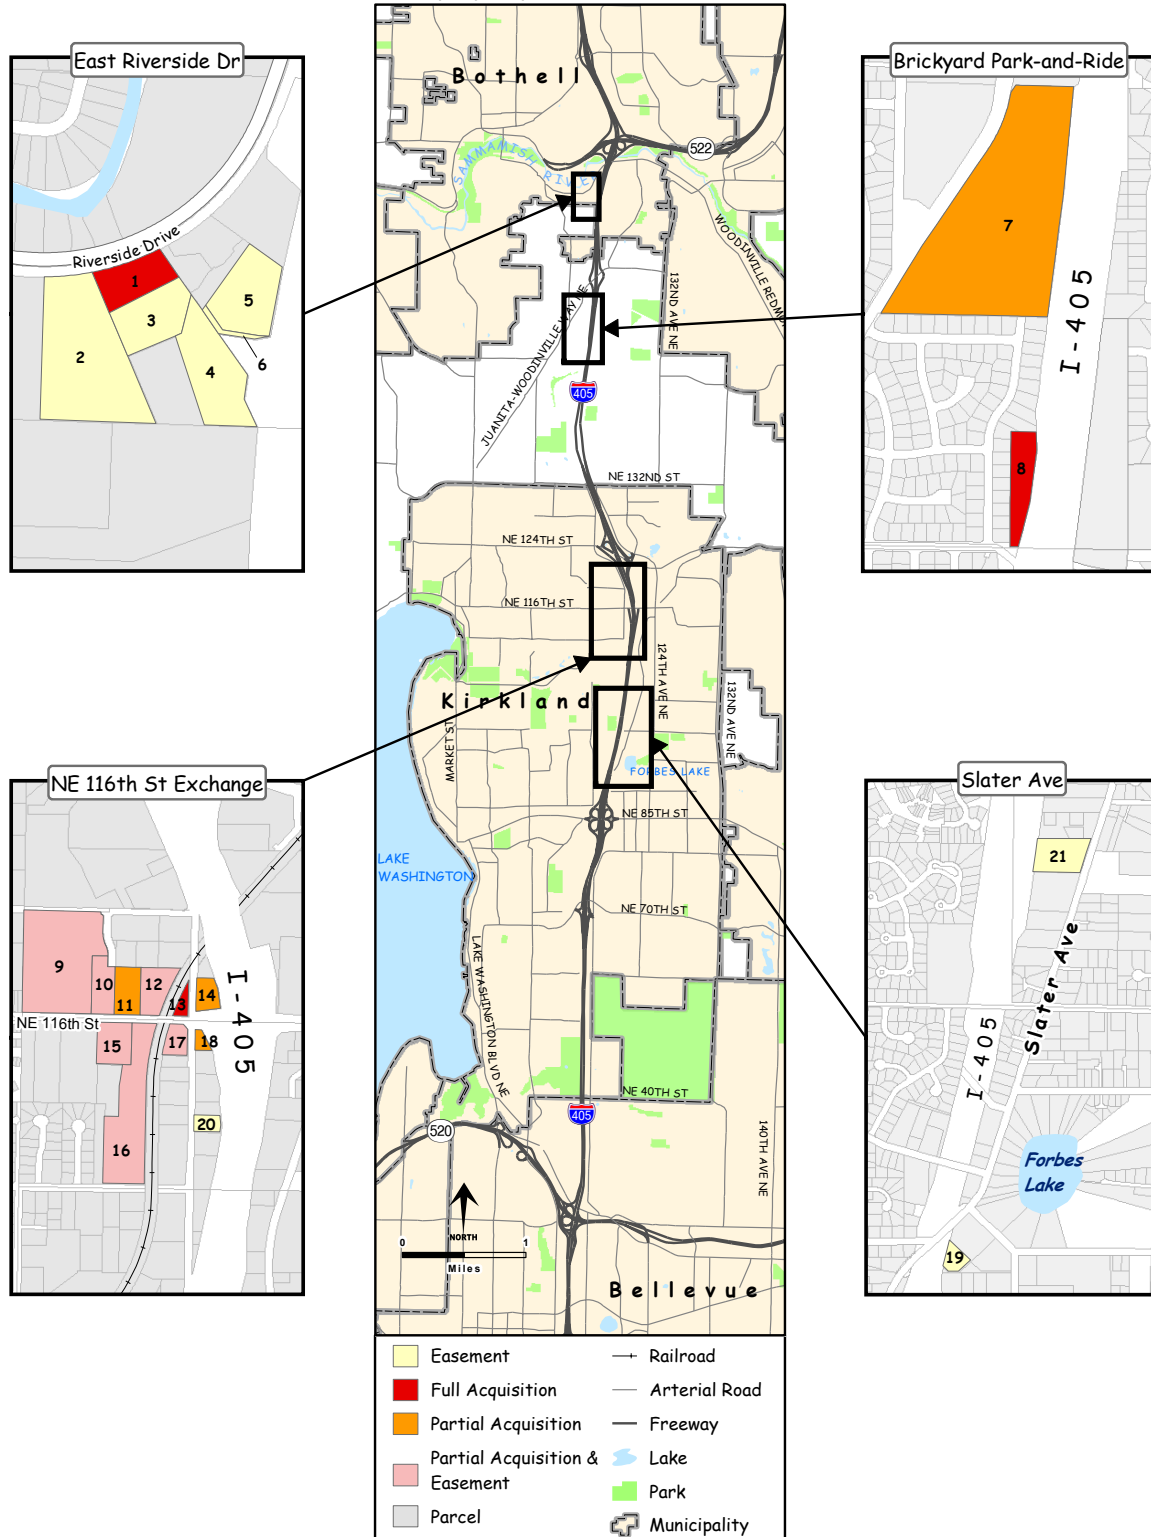 East Riverside Dr
Riverside Drive
1
2
3
4
5
6
Brickyard Park-and-Ride
7
I-405
8
Bothell
SAMMAMISH RIVER
522
WOODINVILLE REDMO
132ND AVE NE
JUANITA-WOODINVILLE WAY NE
405
NE 132ND ST
NE 124TH ST
NE 116TH ST
124TH AVE NE
Kirkland
132ND AVE NE
MARKET ST
FORBES LAKE
NE 85TH ST
LAKE
WASHINGTON
NE 70TH ST
LAKE WASHINGTON BLVD NE
NE 40TH ST
405
520
140TH AVE NE
NORTH
0 1
Miles
Bellevue
NE 116th St Exchange
9
10
11
12
13
14
I-405
NE 116th St
15
17
18
20
16
Slater Ave
21
Slater Ave
I-405
Forbes
Lake
19
Easement
Full Acquisition
Partial Acquisition
Partial Acquisition &
Easement
Parcel
Railroad
Arterial Road
Freeway
Lake
Park
Municipality